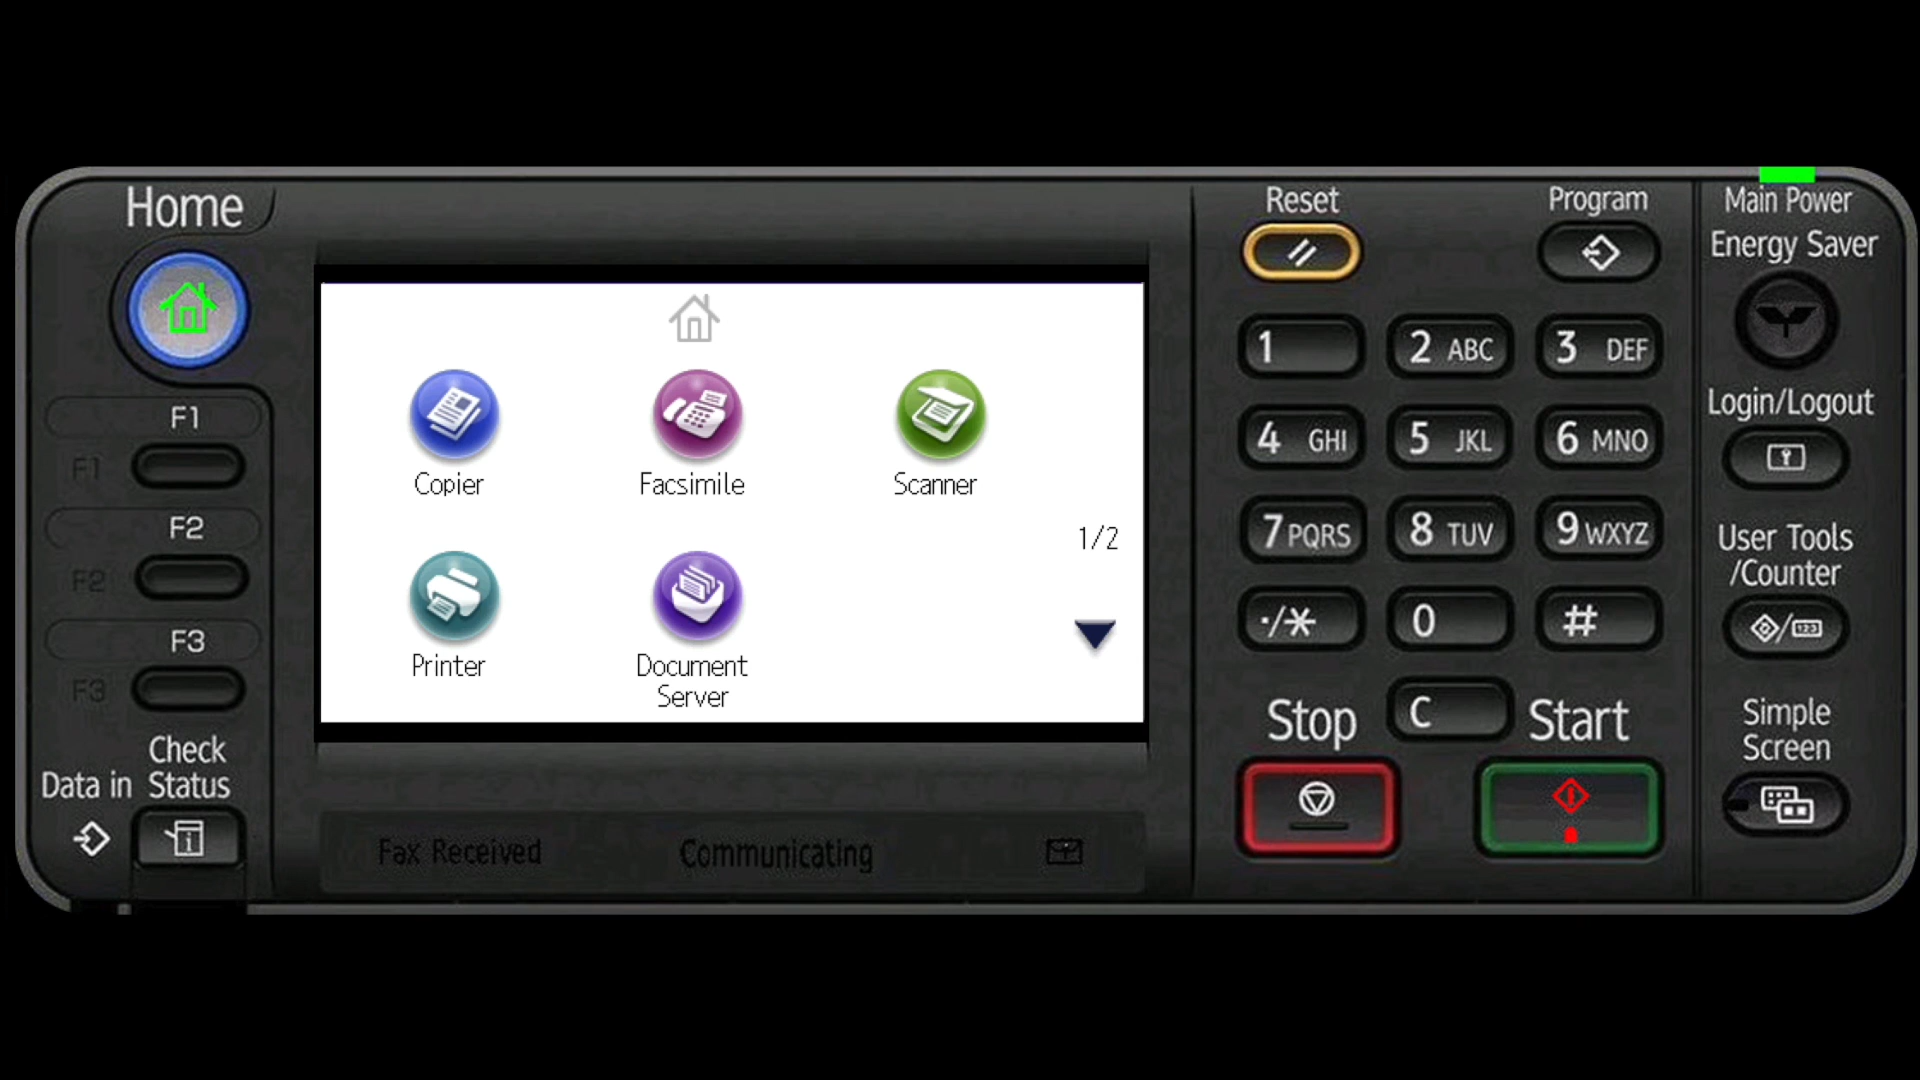 Home
F1
F1
F2
F2
F3
F3
Check
Status
Data in
Copier
Facsimile
Scanner
Printer
Document
Server
1/2
Fax Received
Communicating
Reset
Program
1
2 ABC
3 DEF
4 GHI
5 JKL
6 MNO
7 PQRS
8 TUV
9 WXYZ
·/*
0
#
C
Stop
Start
Main Power
Energy Saver
Login/Logout
User Tools
/Counter
123
Simple
Screen